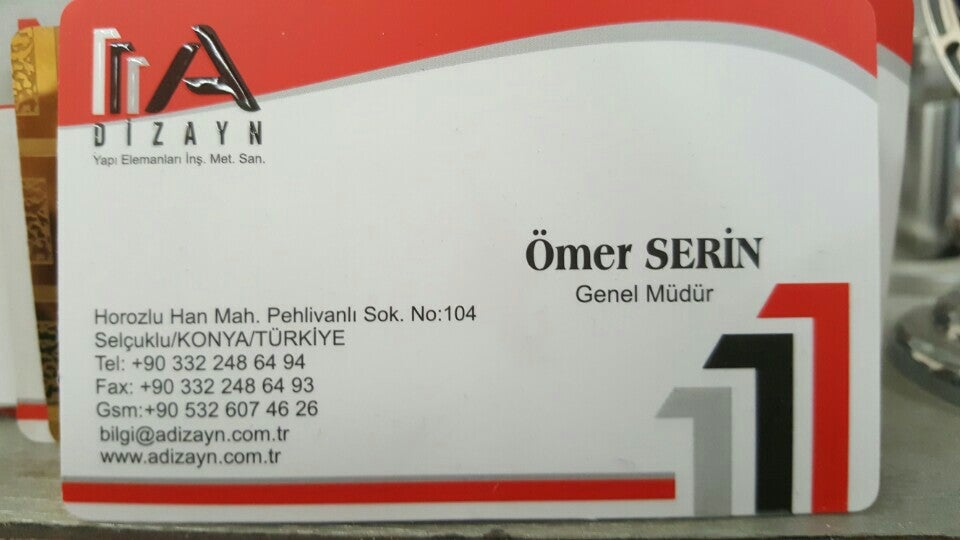 A
DİZAYN
Yapı Elemanları İnş. Met. San.
Ömer SERİN
Genel Müdür
Horozlu Han Mah. Pehlivanlı Sok. No:104
Selçuklu/KONYA/TÜRKİYE
Tel: +90 332 248 64 94
Fax: +90 332 248 64 93
Gsm:+90 532 607 46 26
bilgi@adizayn.com.tr
www.adizayn.com.tr